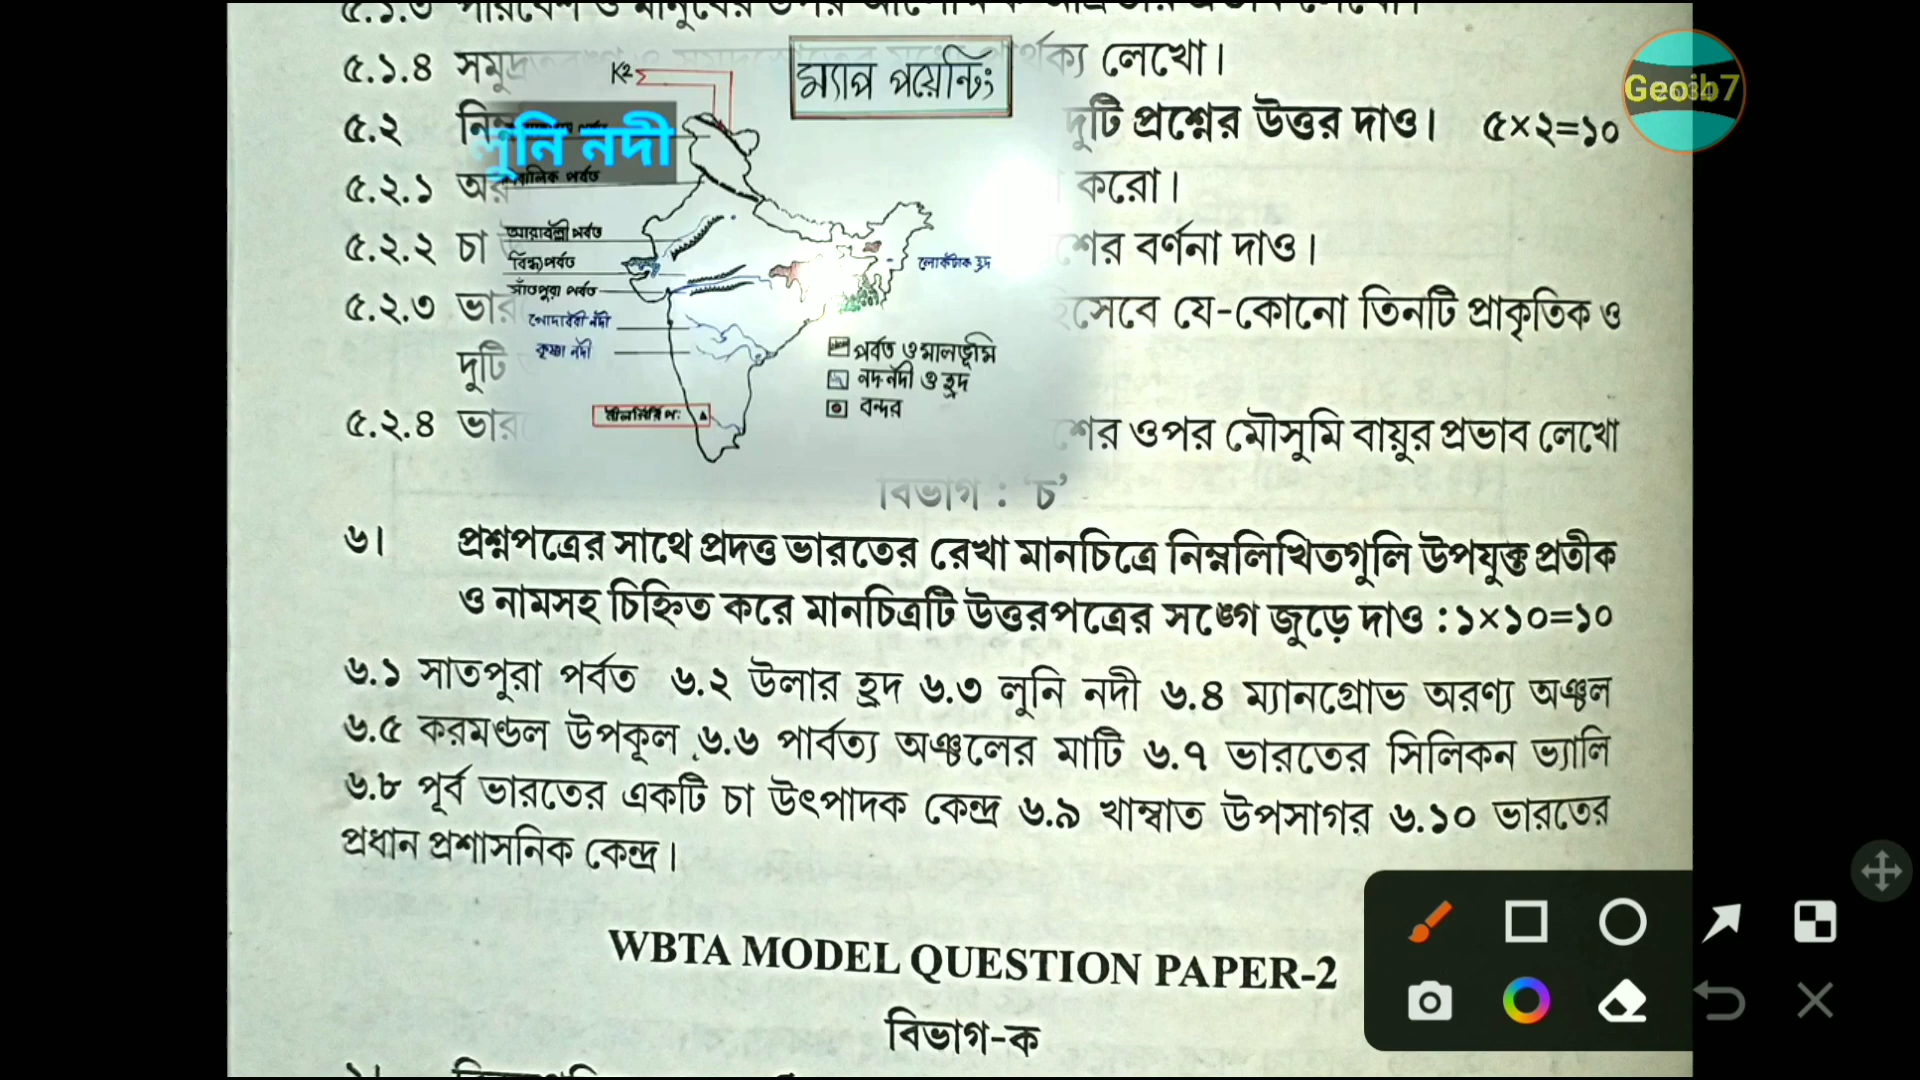 ৫.১.৪ সমুদ্র পার্থক্য লেখো।
K2
ম্যাপ পয়েন্টিং
Geoib7
৫.২ নিম্ন দুটি প্রশ্নের উত্তর দাও। ৫×২=১০
লুনি নদী
৫.২.১ করো।
পর্বত
আরাবল্লী পর্বত
৫.২.২ চা শের বর্ণনা দাও।
বিন্ধ্য পর্বত
লোকটাক হ্রদ
সাঁতপুরা পর্বত
৫.২.৩ ভার হিসেবে যে-কোনো তিনটি প্রাকৃতিক ও
গোদাবরী নদী
কৃষ্ণা নদী
দুটি
পর্বত ও মালভূমি
নদনদী ও হ্রদ
বন্দর
নীলগিরি প:
৫.২.৪ ভার শের ওপর মৌসুমি বায়ুর প্রভাব লেখো
বিভাগ : ‘চ’
৬। প্রশ্নপত্রের সাথে প্রদত্ত ভারতের রেখা মানচিত্রে নিম্নলিখিতগুলি উপযুক্ত প্রতীক
ও নামসহ চিহ্নিত করে মানচিত্রটি উত্তরপত্রের সঙ্গে জুড়ে দাও : ১×১০=১০
৬.১ সাতপুরা পর্বত ৬.২ উলার হ্রদ ৬.৩ লুনি নদী ৬.৪ ম্যানগ্রোভ অরণ্য অঞ্চল
৬.৫ করমণ্ডল উপকূল ৬.৬ পার্বত্য অঞ্চলের মাটি ৬.৭ ভারতের সিলিকন ভ্যালি
৬.৮ পূর্ব ভারতের একটি চা উৎপাদক কেন্দ্র ৬.৯ খাম্বাত উপসাগর ৬.১০ ভারতের
প্রধান প্রশাসনিক কেন্দ্র।
WBTA MODEL QUESTION PAPER-2
বিভাগ-ক